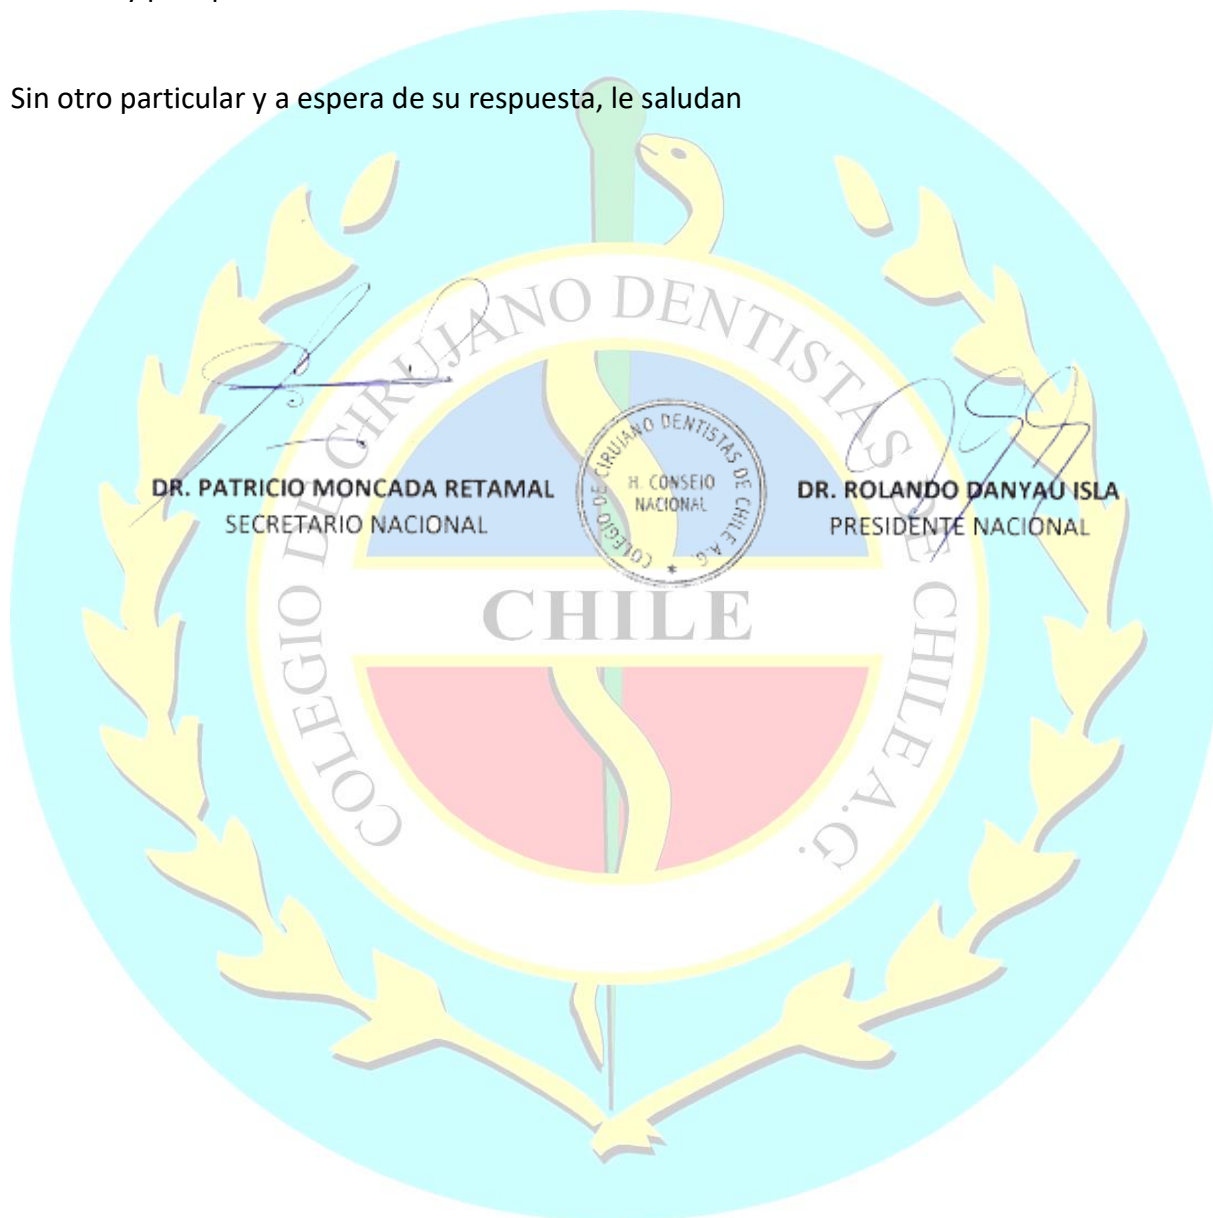 Sin otro particular y a espera de su respuesta, le saludan
COLEGIO DE CIRUJANO DENTISTAS DE CHILE A.G.
DR. PATRICIO MONCADA RETAMAL
SECRETARIO NACIONAL
COLEGIO DE CIRUJANO DENTISTAS DE CHILE A.G.
H. CONSEJO
NACIONAL
*
DR. ROLANDO DANYAU ISLA
PRESIDENTE NACIONAL
CHILE